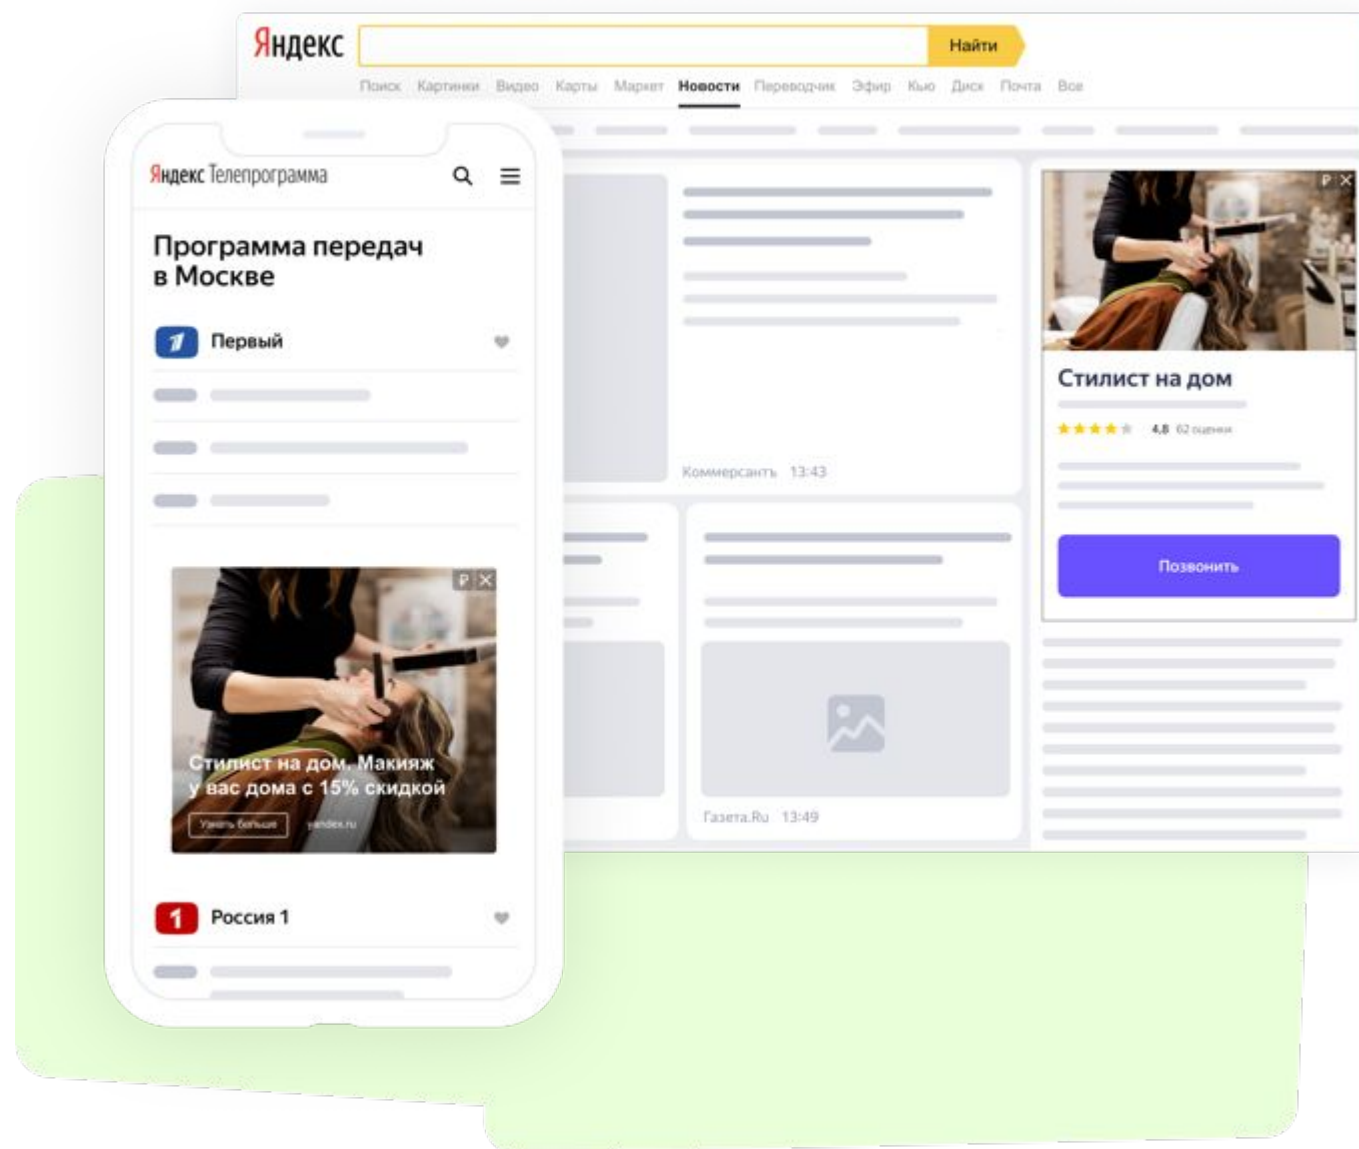 Яндекс
Найти
Поиск Картинки Видео Карты Маркет Новости Переводчик Эфир Кью Диск Почта Все
Яндекс Телепрограмма
Программа передач
в Москве
Первый
Стилист на дом. Макияж
у вас дома с 15% скидкой
Узнать больше yandex.ru
Россия 1
Коммерсантъ 13:43
Газета.Ru 13:49
Стилист на дом
4,8 62 оценки
Позвонить